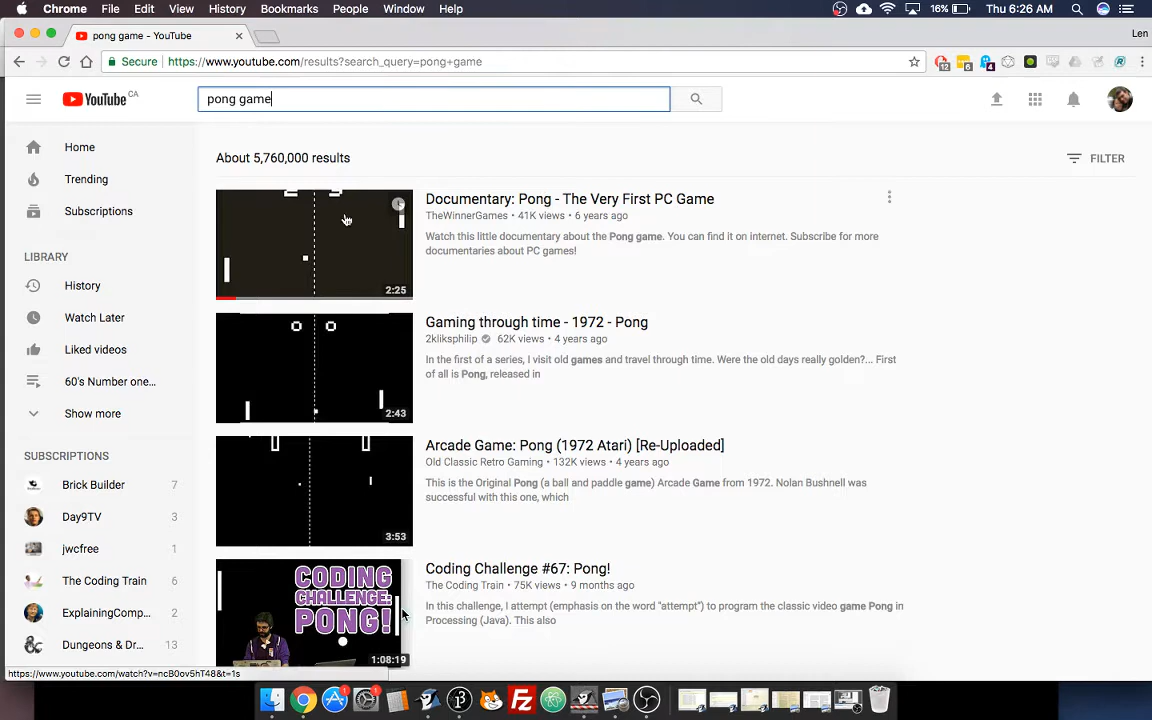 Chrome File Edit View History Bookmarks People Window Help 16% Thu 6:26 AM
pong game - YouTube
Len
Secure https://www.youtube.com/results?search_query=pong+game
12 6 4
YouTube CA
pong game
Home
Trending
Subscriptions
LIBRARY
History
Watch Later
Liked videos
60's Number one...
Show more
SUBSCRIPTIONS
Brick Builder 7
Day9TV 3
jwcfree 1
The Coding Train 6
ExplainingComp... 2
Dungeons & Dr... 13
About 5,760,000 results
FILTER
2:25
Documentary: Pong - The Very First PC Game
TheWinnerGames • 41K views • 6 years ago
Watch this little documentary about the Pong game. You can find it on internet. Subscribe for more
documentaries about PC games!
2:43
Gaming through time - 1972 - Pong
2kliksphilip 62K views • 4 years ago
In the first of a series, I visit old games and travel through time. Were the old days really golden?... First
of all is Pong, released in
3:53
Arcade Game: Pong (1972 Atari) [Re-Uploaded]
Old Classic Retro Gaming • 132K views • 4 years ago
This is the Original Pong (a ball and paddle game) Arcade Game from 1972. Nolan Bushnell was
successful with this one, which
CODING
CHALLENGE:
PONG!
1:08:19
Coding Challenge #67: Pong!
The Coding Train • 75K views • 9 months ago
In this challenge, I attempt (emphasis on the word "attempt") to program the classic video game Pong in
Processing (Java). This also
https://www.youtube.com/watch?v=ncB0ov5hT48&t=1s